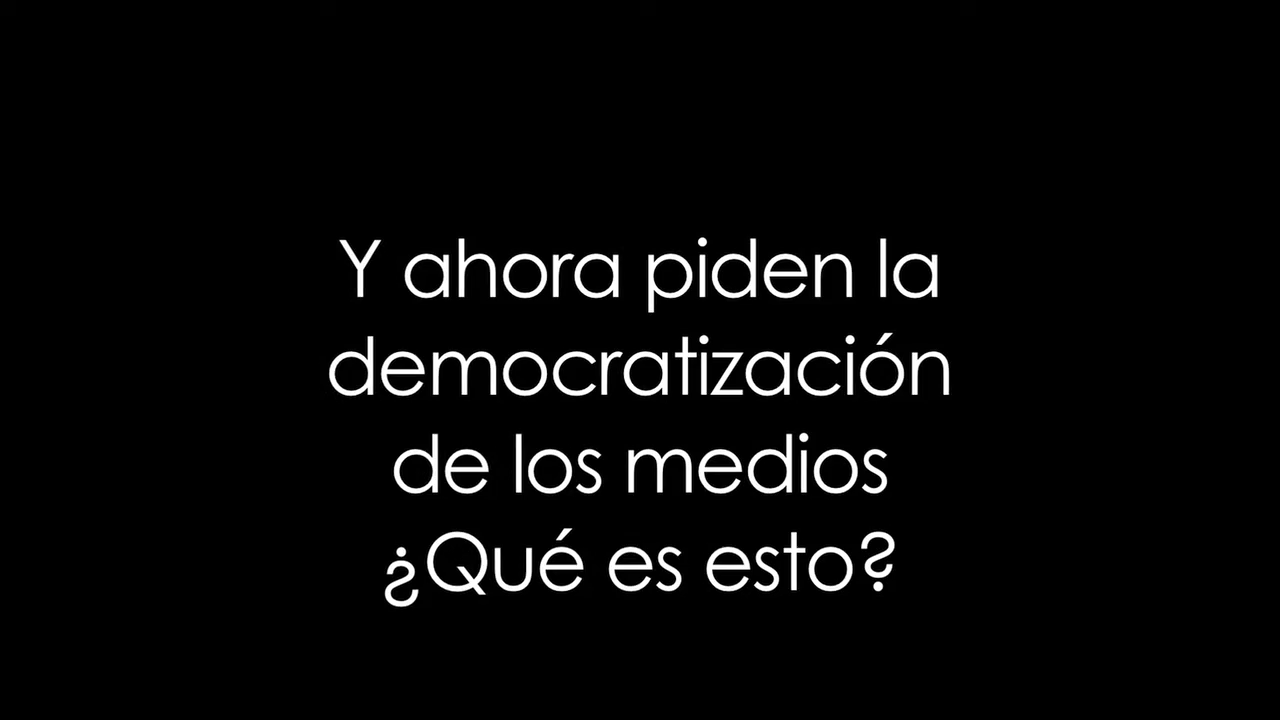 Y ahora piden la
democratización
de los medios
¿Qué es esto?